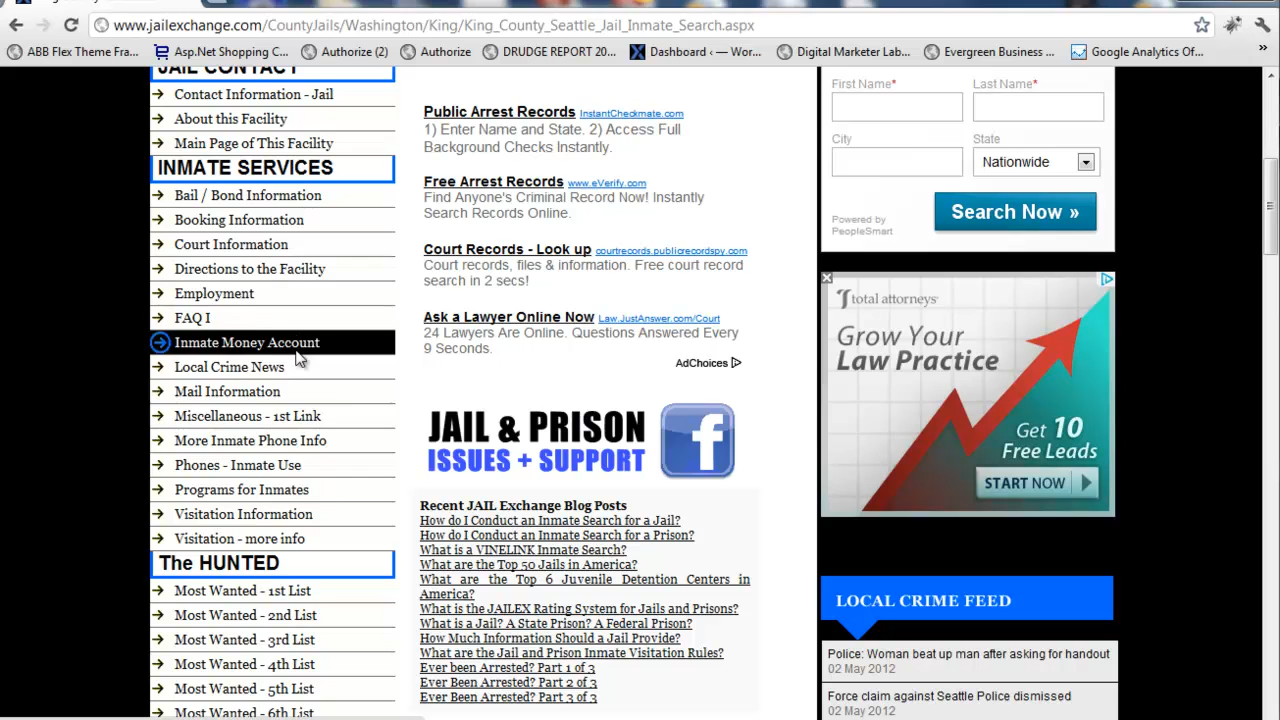 www.jailexchange.com/CountyJails/Washington/King/King_County_Seattle_Jail_Inmate_Search.aspx
ABB Flex Theme Fra...
Asp.Net Shopping C...
Authorize (2)
Authorize
DRUDGE REPORT 20...
Dashboard ‹ — Wor...
Digital Marketer Lab...
Evergreen Business ...
Google Analytics Of...
»
JAIL CONTACT
Contact Information - Jail
About this Facility
Main Page of This Facility
INMATE SERVICES
Bail / Bond Information
Booking Information
Court Information
Directions to the Facility
Employment
FAQ I
Inmate Money Account
Local Crime News
Mail Information
Miscellaneous - 1st Link
More Inmate Phone Info
Phones - Inmate Use
Programs for Inmates
Visitation Information
Visitation - more info
The HUNTED
Most Wanted - 1st List
Most Wanted - 2nd List
Most Wanted - 3rd List
Most Wanted - 4th List
Most Wanted - 5th List
Most Wanted - 6th List
Public Arrest Records InstantCheckmate.com
1) Enter Name and State. 2) Access Full
Background Checks Instantly.
Free Arrest Records www.eVerify.com
Find Anyone's Criminal Record Now! Instantly
Search Records Online.
Court Records - Look up courtrecords.publicrecordspy.com
Court records, files & information. Free court record
search in 2 secs!
Ask a Lawyer Online Now Law.JustAnswer.com/Court
24 Lawyers Are Online. Questions Answered Every
9 Seconds.
AdChoices
JAIL & PRISON
ISSUES + SUPPORT
f
Recent JAIL Exchange Blog Posts
How do I Conduct an Inmate Search for a Jail?
How do I Conduct an Inmate Search for a Prison?
What is a VINELINK Inmate Search?
What are the Top 50 Jails in America?
What are the Top 6 Juvenile Detention Centers in
America?
What is the JAILEX Rating System for Jails and Prisons?
What is a Jail? A State Prison? A Federal Prison?
How Much Information Should a Jail Provide?
What are the Jail and Prison Inmate Visitation Rules?
Ever been Arrested? Part 1 of 3
Ever Been Arrested? Part 2 of 3
Ever Been Arrested? Part 3 of 3
First Name*
Last Name*
City
State
Nationwide
Search Now »
Powered by
PeopleSmart
total attorneys
Grow Your
Law Practice
Get 10
Free Leads
START NOW
LOCAL CRIME FEED
Police: Woman beat up man after asking for handout
02 May 2012
Force claim against Seattle Police dismissed
02 May 2012